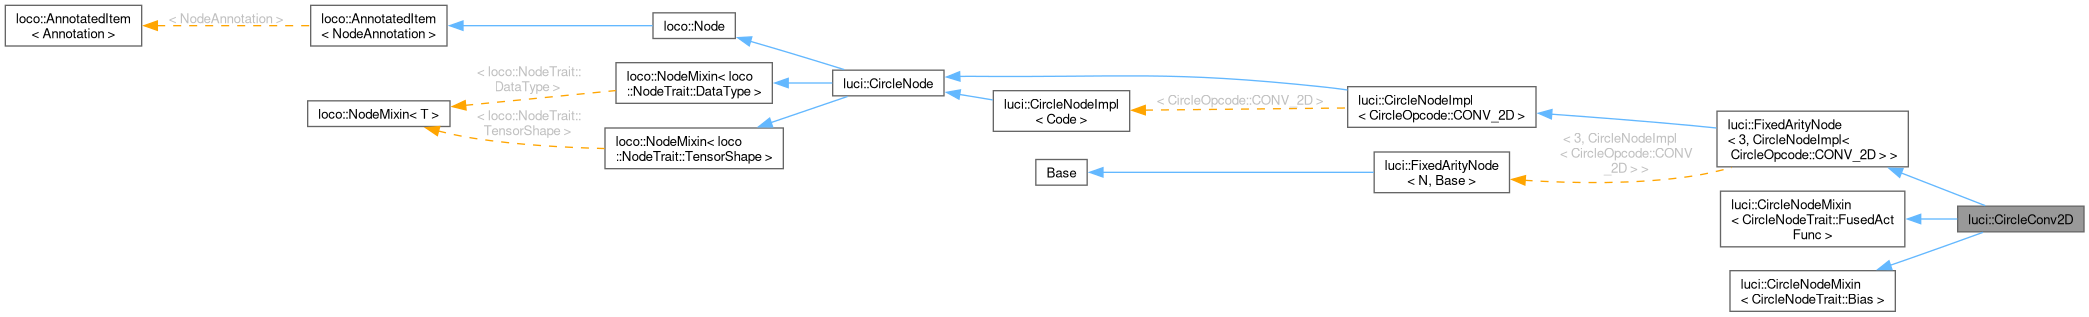 loco::AnnotatedItem
< Annotation >
< NodeAnnotation >
loco::AnnotatedItem
< NodeAnnotation >
loco::Node
loco::NodeMixin< T >
< loco::NodeTrait::
DataType >
< loco::NodeTrait::
TensorShape >
loco::NodeMixin< loco
::NodeTrait::DataType >
loco::NodeMixin< loco
::NodeTrait::TensorShape >
luci::CircleNode
luci::CircleNodeImpl
< Code >
< CircleOpcode::CONV_2D >
Base
luci::CircleNodeImpl
< CircleOpcode::CONV_2D >
luci::FixedArityNode
< N, Base >
< 3, CircleNodeImpl
< CircleOpcode::CONV
_2D > >
luci::FixedArityNode
< 3, CircleNodeImpl<
CircleOpcode::CONV_2D > >
luci::CircleNodeMixin
< CircleNodeTrait::FusedAct
Func >
luci::CircleNodeMixin
< CircleNodeTrait::Bias >
luci::CircleConv2D